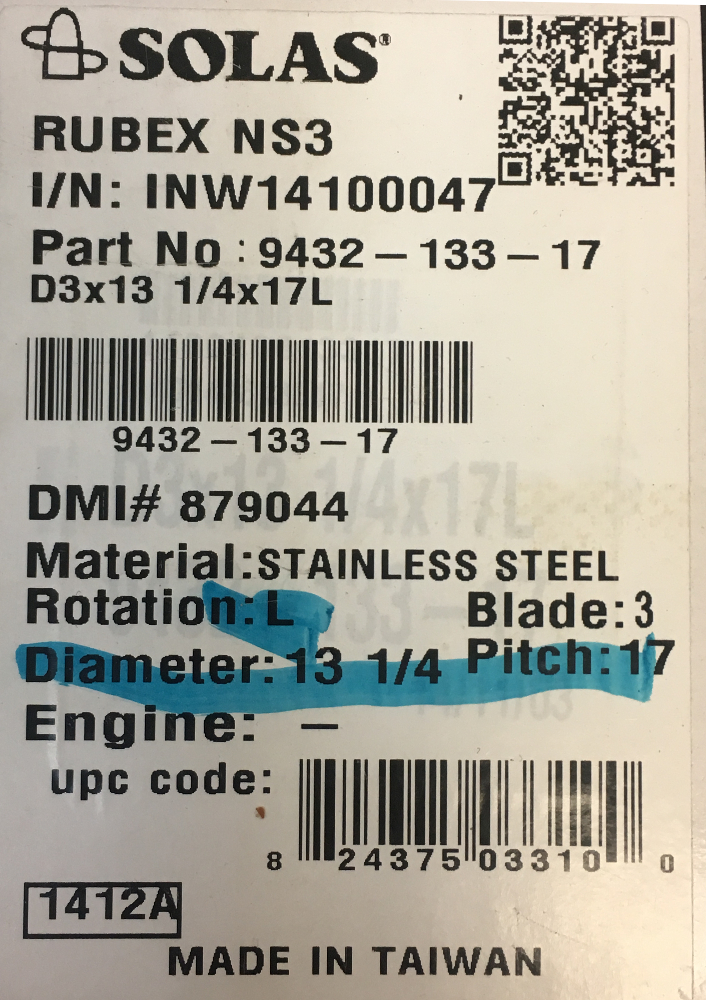 SOLAS®
RUBEX NS3
I/N: INW14100047
Part No : 9432 – 133 – 17
D3x13 1/4x17L
9432 – 133 – 17
DMI# 879044
Material:STAINLESS STEEL
Rotation:L Blade:3
Diameter:13 1/4 Pitch:17
Engine: –
upc code:
8 24375 03310 0
1412A
MADE IN TAIWAN